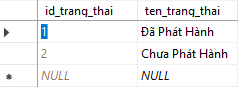 id_trang_thai ten_trang_thai
1 Đã Phát Hành
2 Chưa Phát Hành
NULL NULL